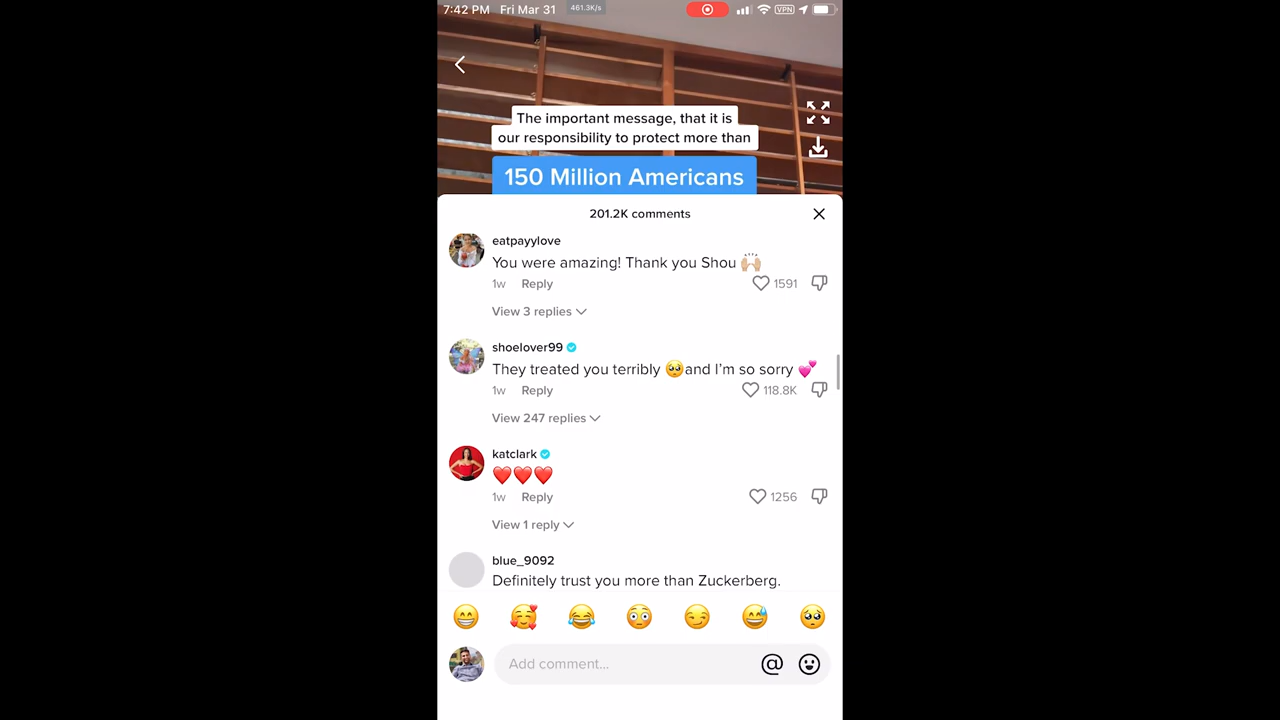 7:42 PM Fri Mar 31 461.3K/s VPN
The important message, that it is
our responsibility to protect more than
150 Million Americans
201.2K comments
eatpayylove
You were amazing! Thank you Shou 🙌🏼
1w Reply 1591
View 3 replies
shoelover99
They treated you terribly 🥺and I’m so sorry 💕
1w Reply 118.8K
View 247 replies
katclark
❤️❤️❤️
1w Reply 1256
View 1 reply
blue_9092
Definitely trust you more than Zuckerberg.
😁 🥰 😂 😳 😏 😅 🥺
Add comment... @